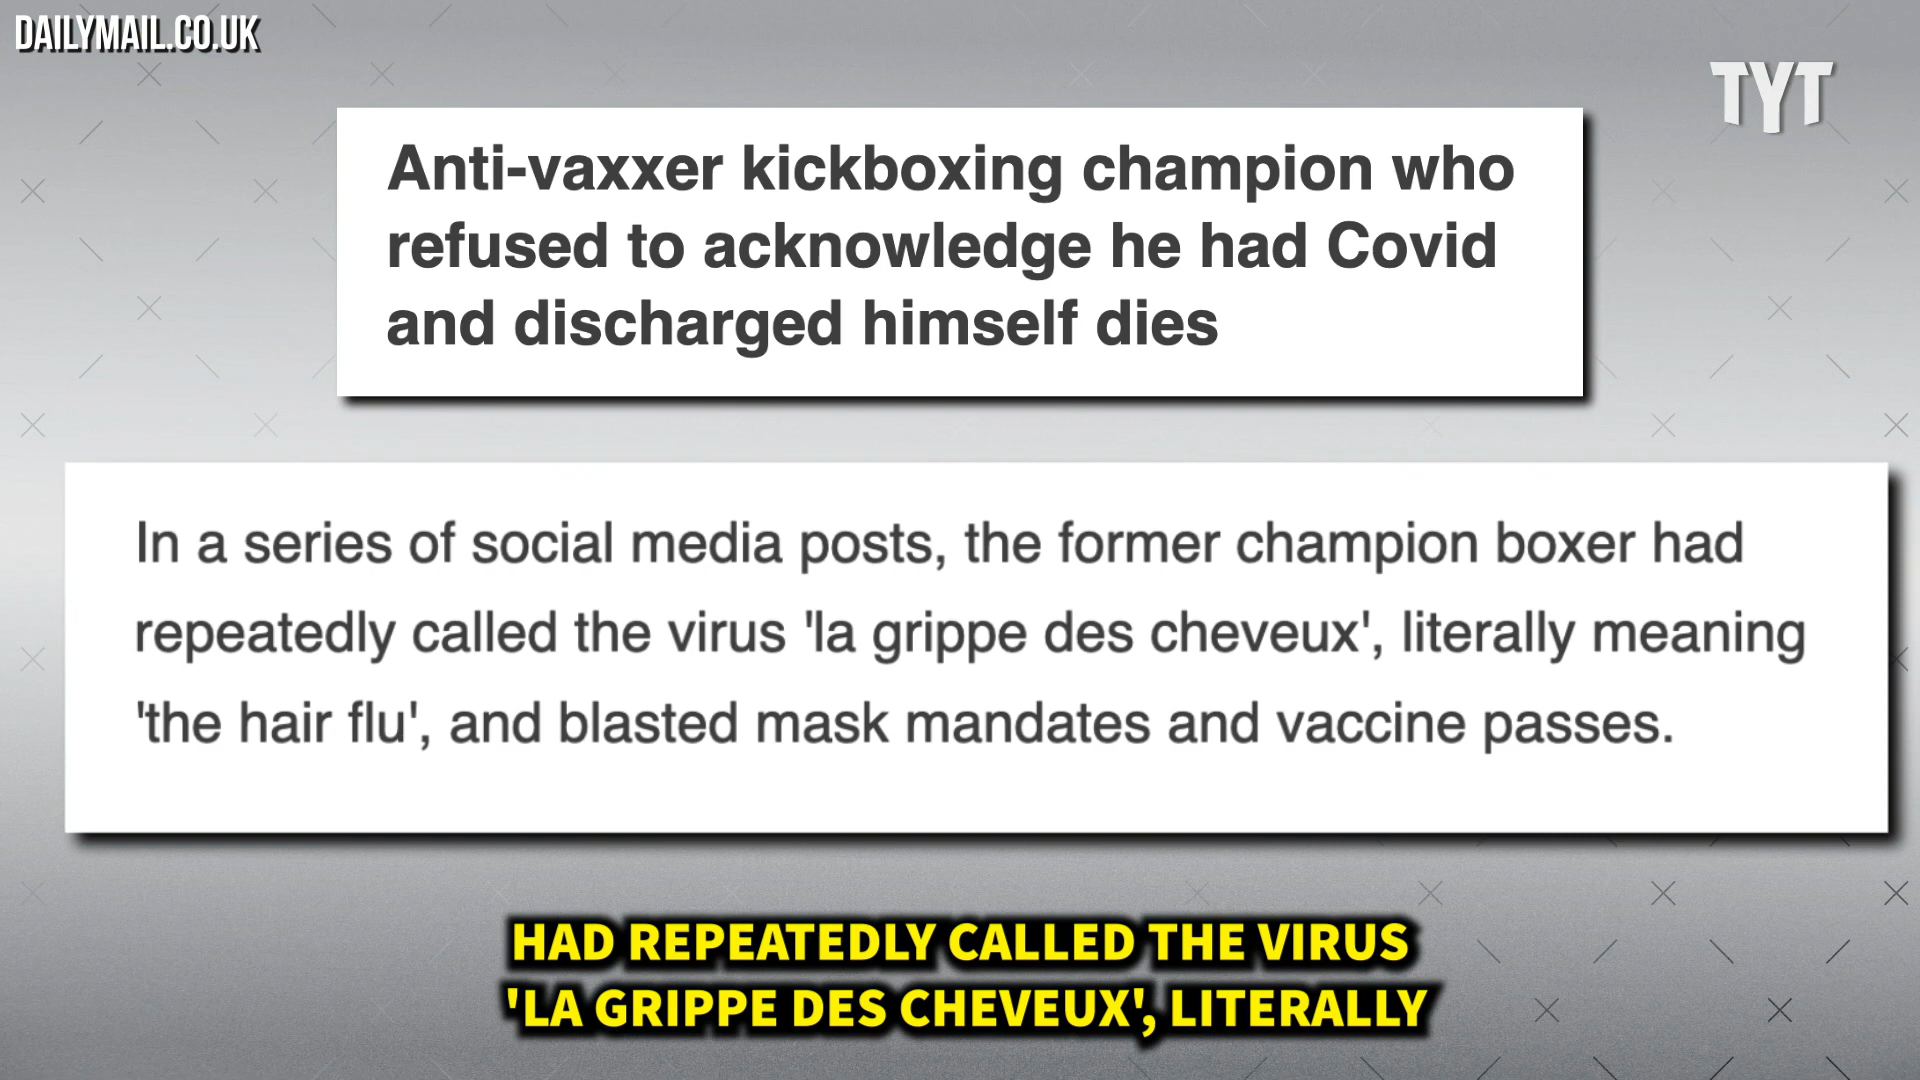 DAILYMAIL.CO.UK
TYT
Anti-vaxxer kickboxing champion who
refused to acknowledge he had Covid
and discharged himself dies
In a series of social media posts, the former champion boxer had
repeatedly called the virus 'la grippe des cheveux', literally meaning
'the hair flu', and blasted mask mandates and vaccine passes.
HAD REPEATEDLY CALLED THE VIRUS
'LA GRIPPE DES CHEVEUX', LITERALLY